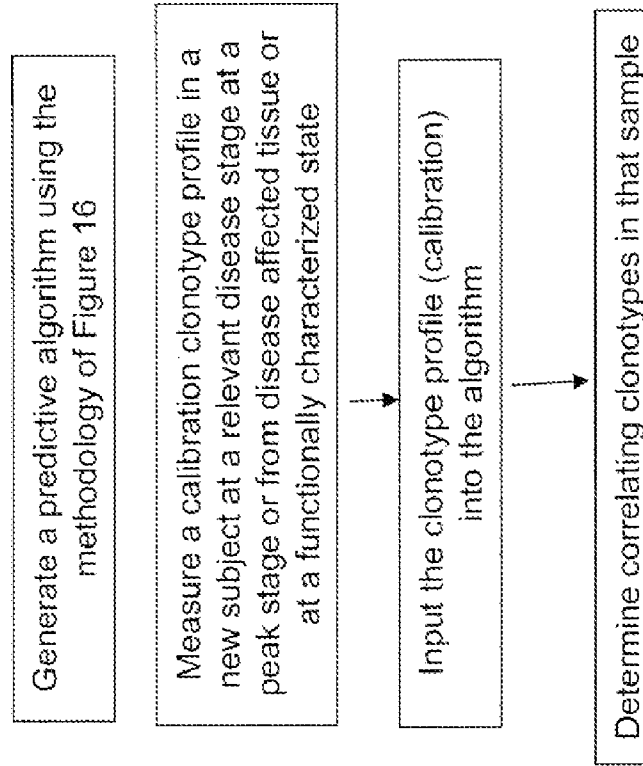 Generate a predictive algorithm using the
methodology of Figure 16
Measure a calibration clonotype profile in a
new subject at a relevant disease stage at a
peak stage or from disease affected tissue or
at a functionally characterized state
Input the clonotype profile (calibration)
into the algorithm
Determine correlating clonotypes in that sample